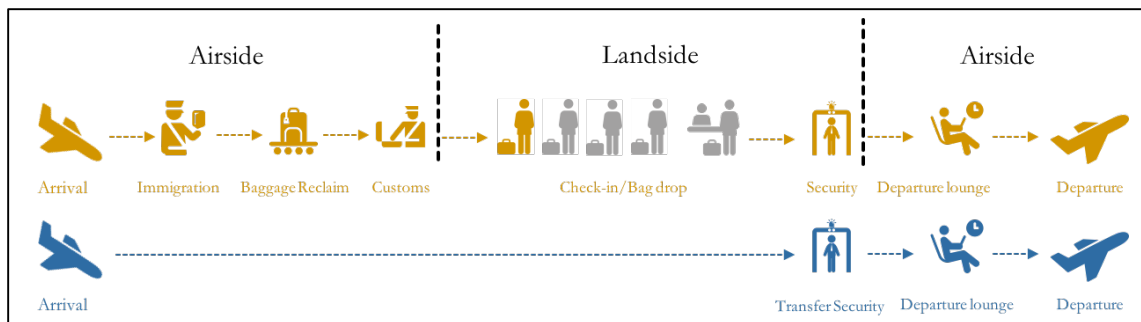 Airside Landside Airside
Arrival Immigration Baggage Reclaim Customs Check-in/Bag drop Security Departure lounge Departure
Arrival Transfer Security Departure lounge Departure